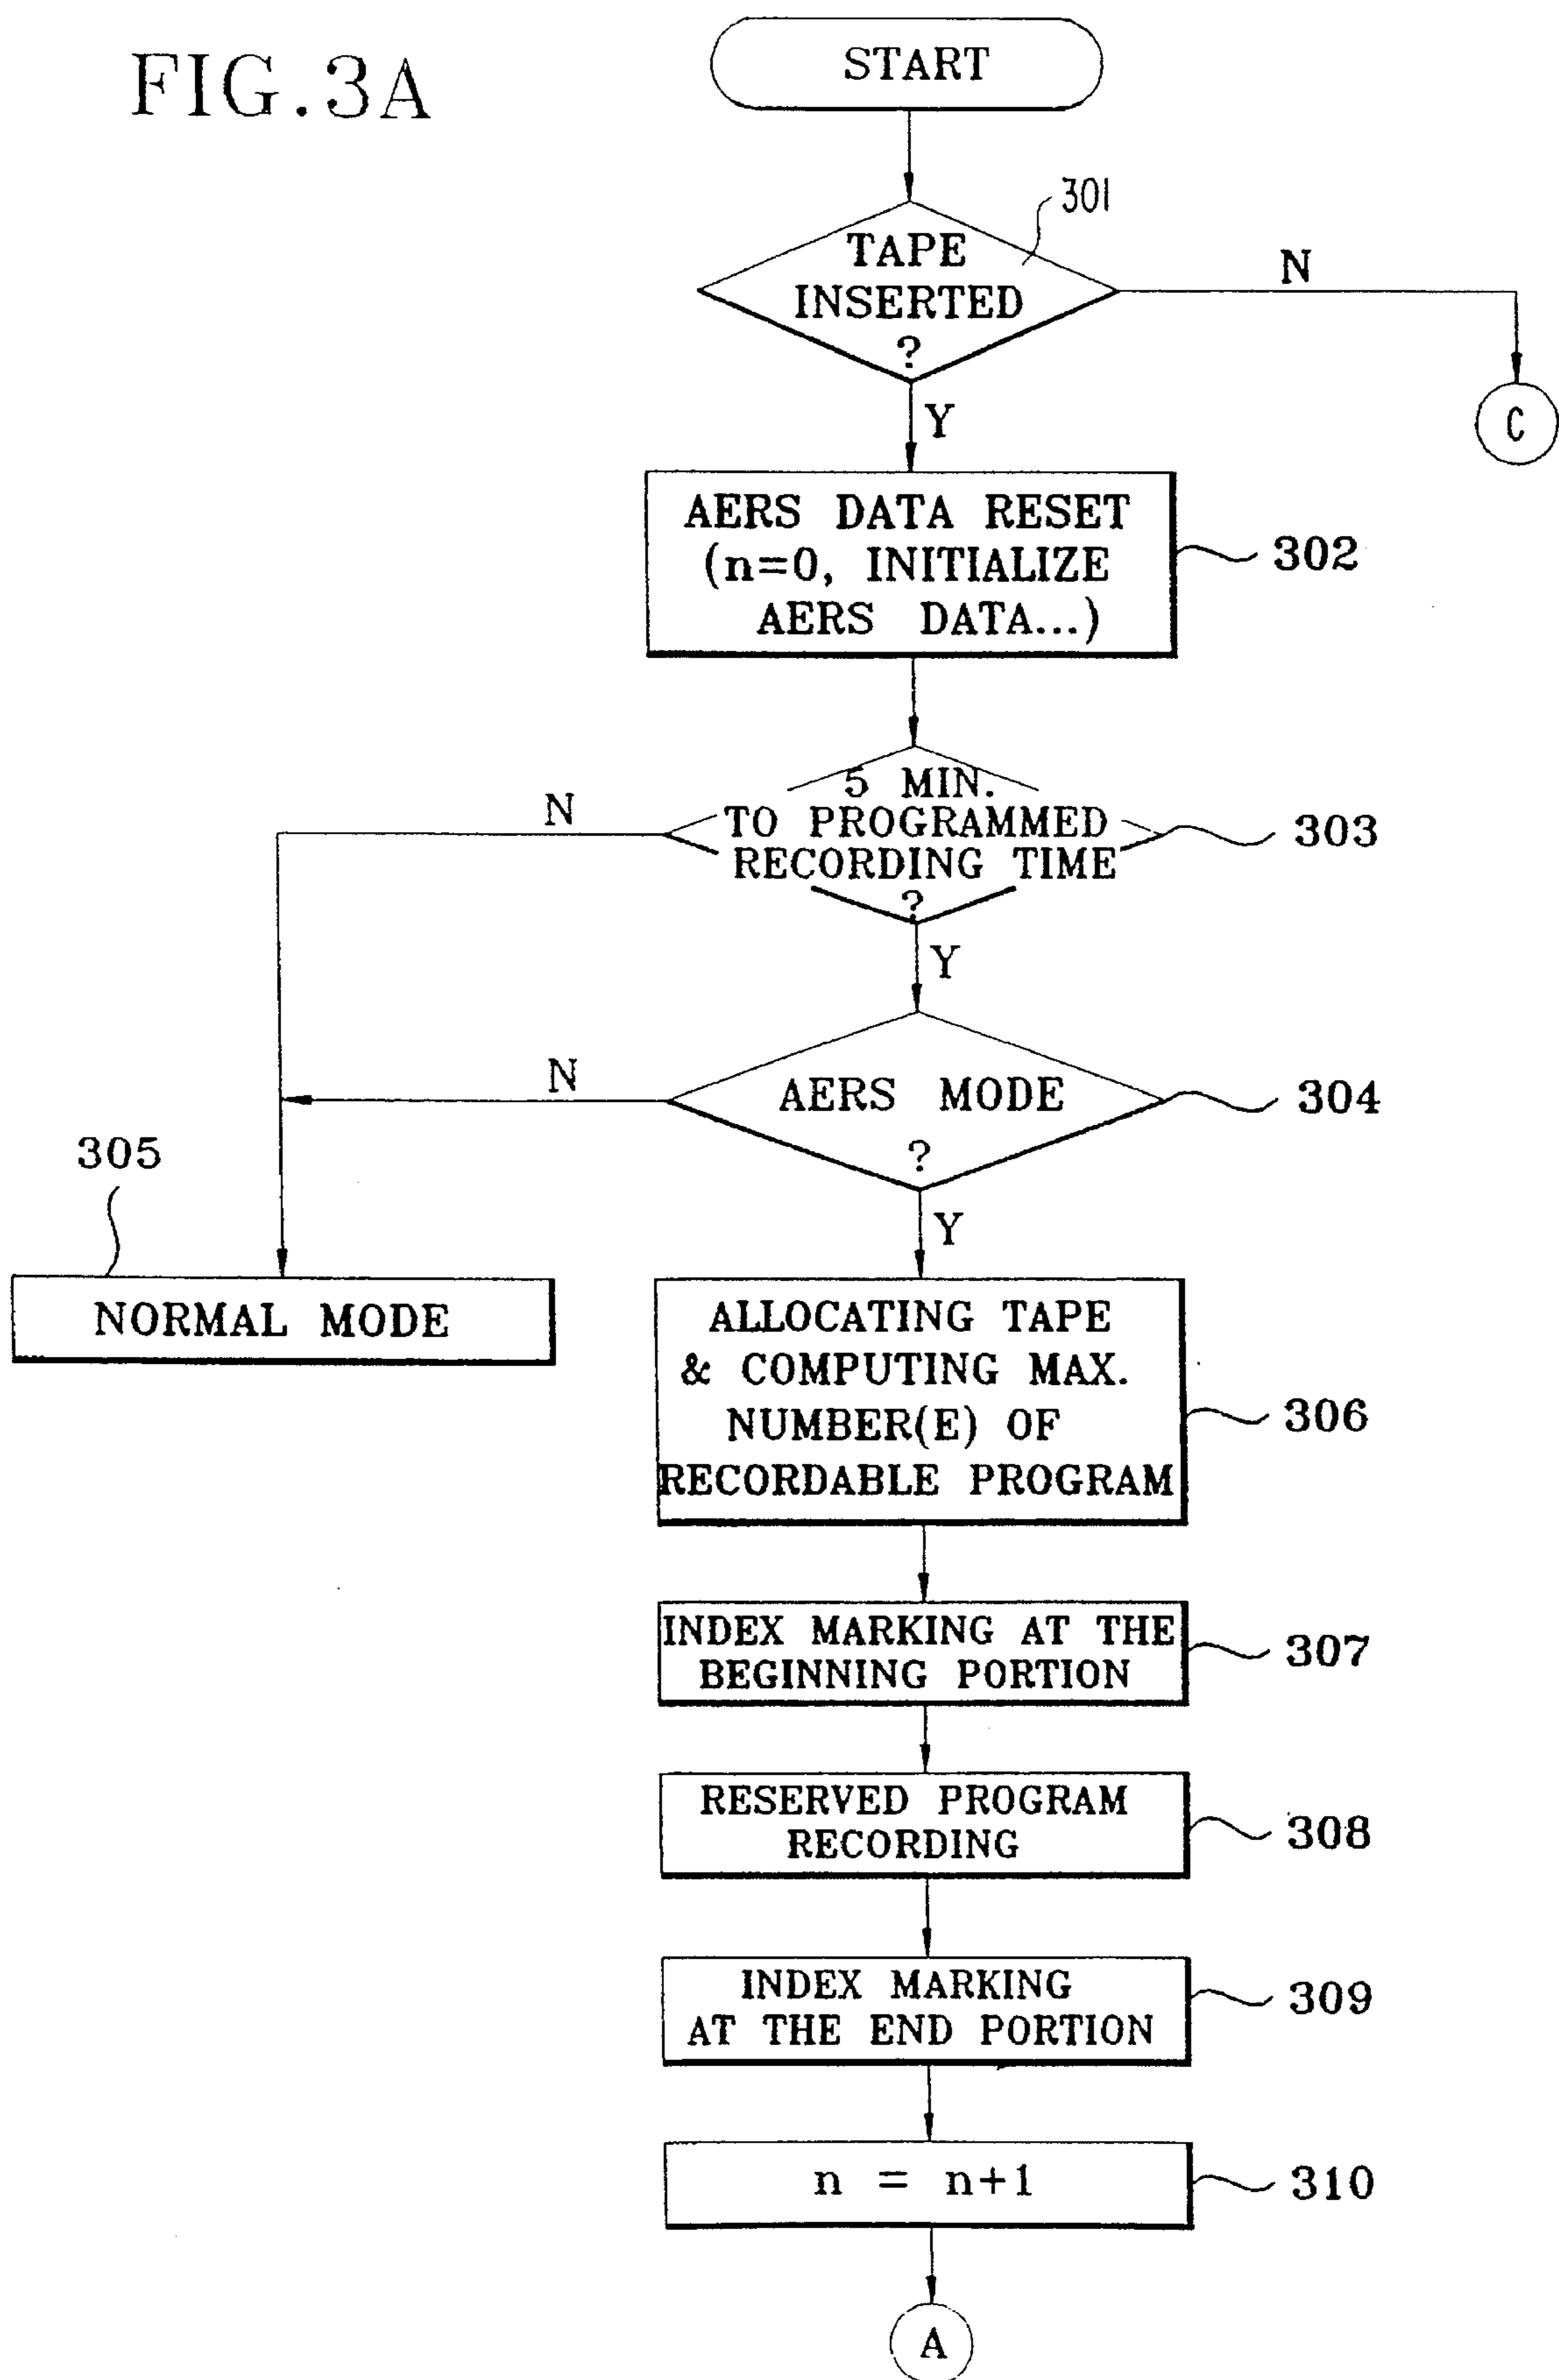 FIG.3A
START
301
TAPE
INSERTED
?
N
C
Y
AERS DATA RESET
(n=0, INITIALIZE
AERS DATA...)
302
5 MIN.
TO PROGRAMMED
RECORDING TIME
?
303
N
Y
AERS MODE
?
304
N
305
NORMAL MODE
Y
ALLOCATING TAPE
& COMPUTING MAX.
NUMBER(E) OF
RECORDABLE PROGRAM
306
INDEX MARKING AT THE
BEGINNING PORTION
307
RESERVED PROGRAM
RECORDING
308
INDEX MARKING
AT THE END PORTION
309
n = n+1
310
A